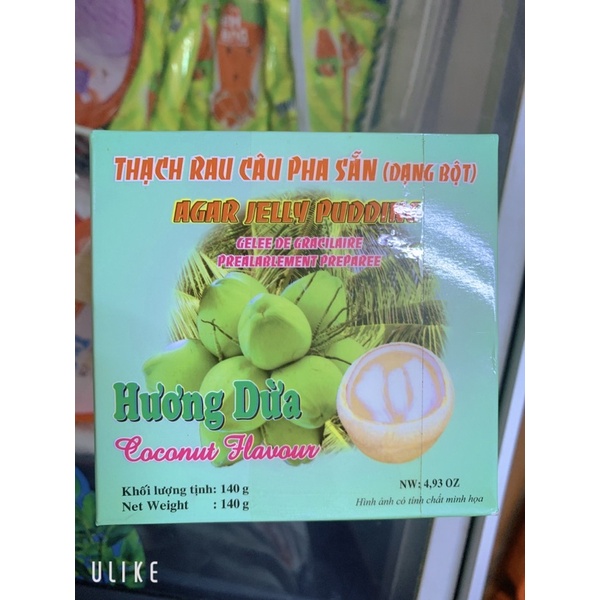 THẠCH RAU CÂU PHA SẴN (DẠNG BỘT)
AGAR JELLY PUDDING
GELEE DE GRACILAIRE
PREALABLEMENT PREPAREE
Hương Dừa
Coconut Flavour
Khối lượng tịnh: 140 g
Net Weight : 140 g
NW: 4,93 OZ
Hình ảnh có tính chất minh họa
ULIKE